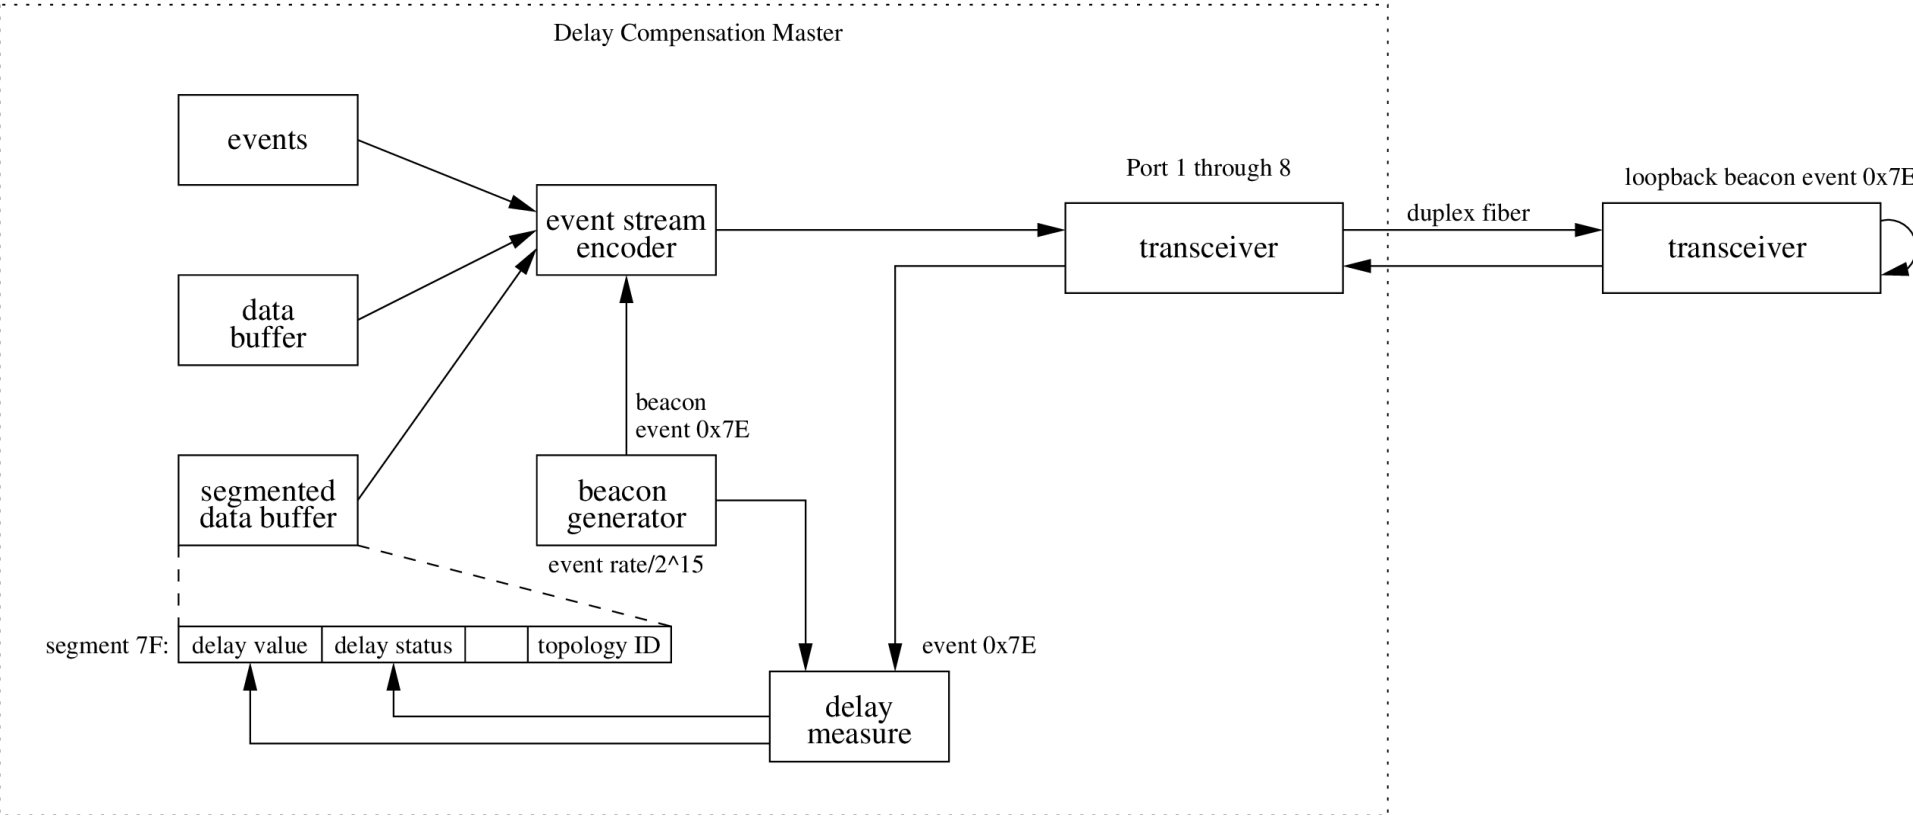 Delay Compensation Master
events
Port 1 through 8
loopback beacon event 0x7E
duplex fiber
event stream
encoder
transceiver
transceiver
data
buffer
beacon
event 0x7E
segmented
data buffer
beacon
generator
event rate/2^15
segment 7F:
delay value
delay status
topology ID
event 0x7E
delay
measure